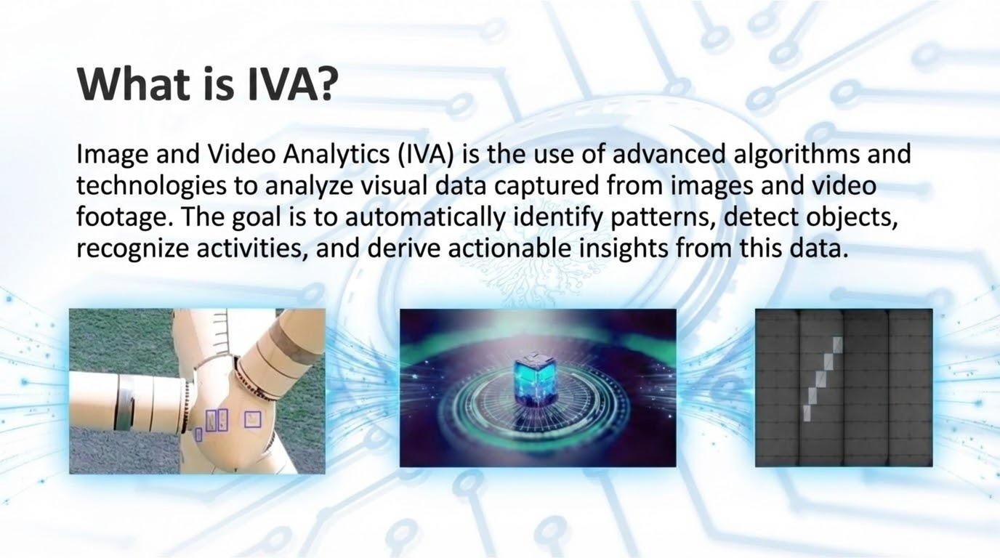 What is IVA?
Image and Video Analytics (IVA) is the use of advanced algorithms and
technologies to analyze visual data captured from images and video
footage. The goal is to automatically identify patterns, detect objects,
recognize activities, and derive actionable insights from this data.